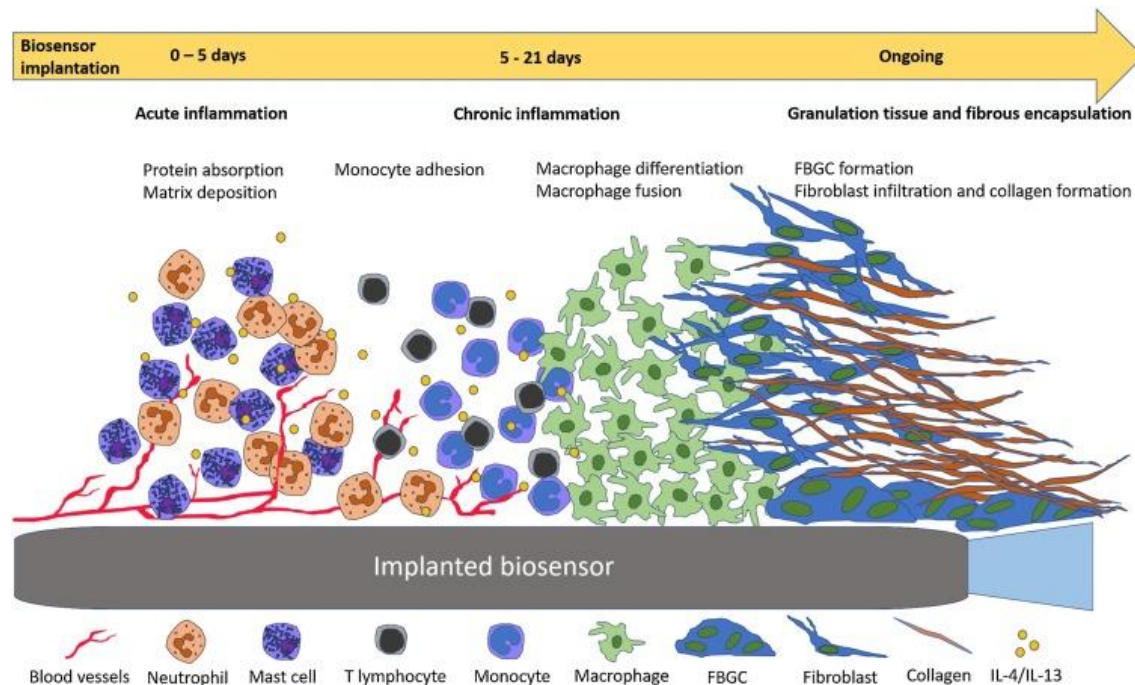 Biosensor
implantation
0 – 5 days
5 - 21 days
Ongoing
Acute inflammation
Chronic inflammation
Granulation tissue and fibrous encapsulation
Protein absorption
Matrix deposition
Monocyte adhesion
Macrophage differentiation
Macrophage fusion
FBGC formation
Fibroblast infiltration and collagen formation
Implanted biosensor
Blood vessels
Neutrophil
Mast cell
T lymphocyte
Monocyte
Macrophage
FBGC
Fibroblast
Collagen
IL-4/IL-13